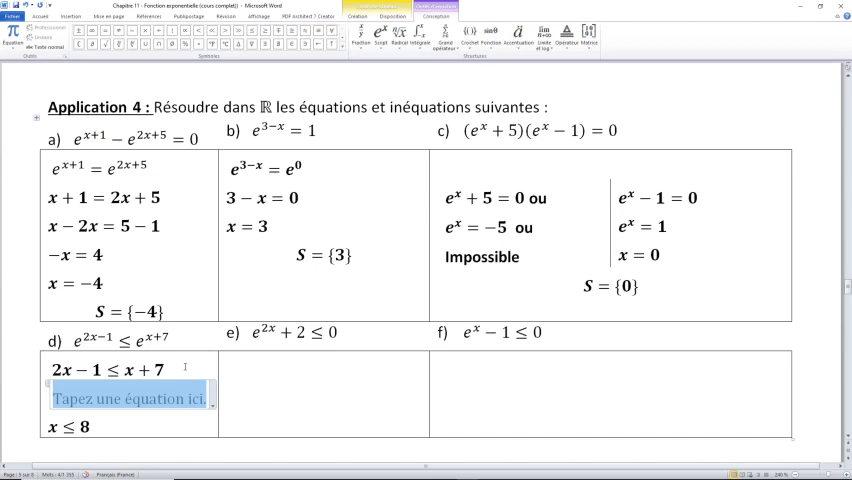 Chapitre 11 - Fonction exponentielle (cours complet) - Microsoft Word
Fichier Accueil Insertion Mise en page Références Publipostage Révision Affichage PDF Architect 7 Creator Création Disposition Conception
π Équation
Professionnel
Linéaire
Texte normal
Outils
Symboles
Fraction Script Radical Intégrale Grand opérateur Crochet Fonction Accentuation Limite et log Opérateur Matrice
Structures
Application 4 : Résoudre dans ℝ les équations et inéquations suivantes :
a) e^{x+1} − e^{2x+5} = 0 b) e^{3−x} = 1 c) (e^x + 5)(e^x − 1) = 0
e^{x+1} = e^{2x+5}
x + 1 = 2x + 5
x − 2x = 5 − 1
−x = 4
x = −4
S = {−4}
e^{3−x} = e^0
3 − x = 0
x = 3
S = {3}
e^x + 5 = 0 ou
e^x = −5 ou
Impossible
e^x − 1 = 0
e^x = 1
x = 0
S = {0}
d) e^{2x−1} ≤ e^{x+7} e) e^{2x} + 2 ≤ 0 f) e^x − 1 ≤ 0
2x − 1 ≤ x + 7
Tapez une équation ici.
x ≤ 8
Français (France) 240 %